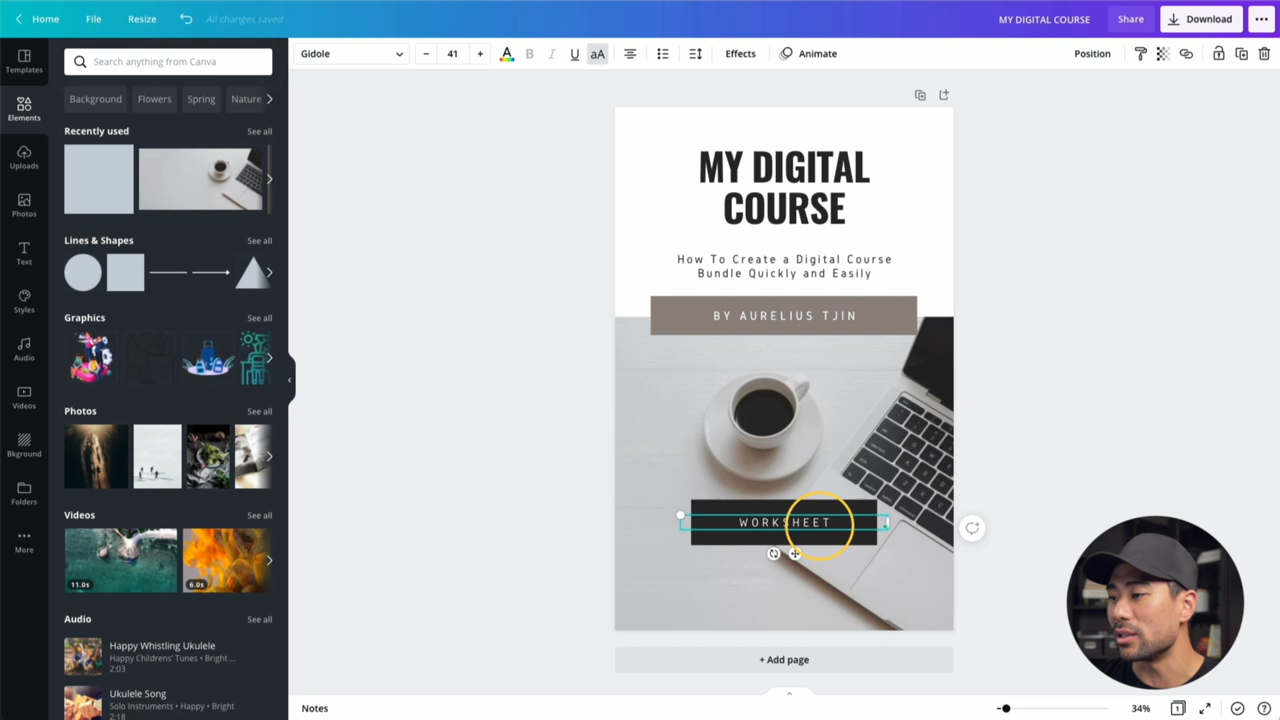 Home
File
Resize
All changes saved
MY DIGITAL COURSE
Share
Download
Templates
Elements
Uploads
Photos
Text
Styles
Audio
Videos
Bkground
Folders
More
Search anything from Canva
Background
Flowers
Spring
Nature
Recently used
See all
Lines & Shapes
See all
Graphics
See all
Photos
See all
Videos
See all
11.0s
6.0s
Audio
See all
Happy Whistling Ukulele
Happy Childrens' Tunes • Bright ...
2:03
Ukulele Song
Solo Instruments • Happy • Bright
2:18
Gidole
– 41 +
A
B
I
U
aA
Effects
Animate
Position
MY DIGITAL
COURSE
How To Create a Digital Course
Bundle Quickly and Easily
BY AURELIUS TJIN
WORKSHEET
+ Add page
Notes
34%
1